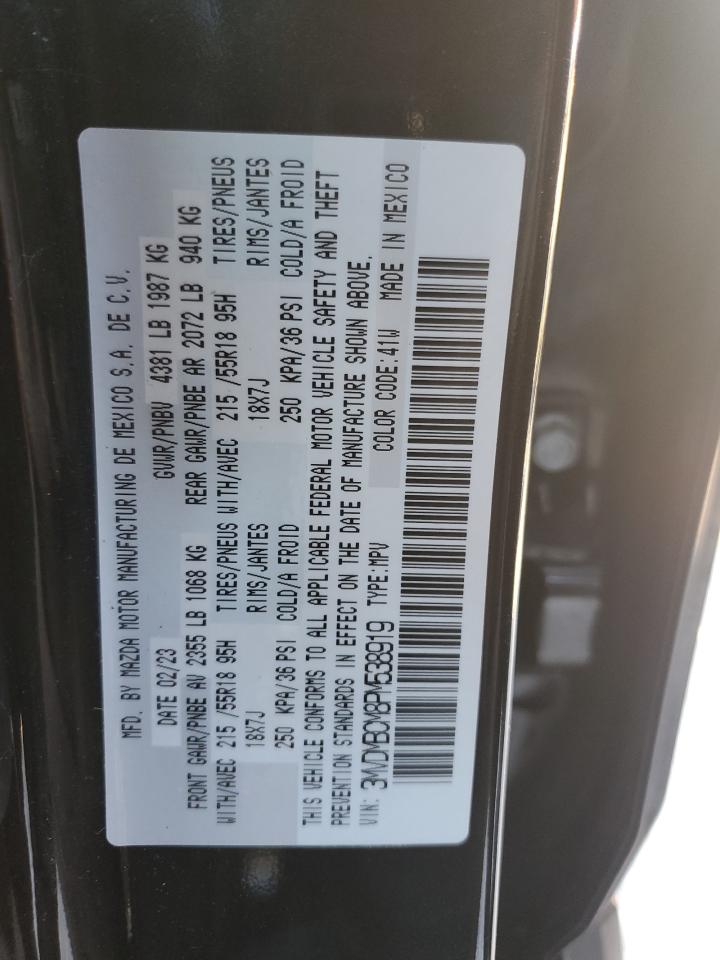 MFD. BY MAZDA MOTOR MANUFACTURING DE MEXICO S.A. DE C.V.
DATE 02/23 GVWR/PNBV 4381 LB 1987 KG
FRONT GAWR/PNBE AV 2355 LB 1068 KG REAR GAWR/PNBE AR 2072 LB 940 KG
WITH/AVEC 215 /55R18 95H TIRES/PNEUS WITH/AVEC 215 /55R18 95H TIRES/PNEUS
18X7J RIMS/JANTES 18X7J RIMS/JANTES
250 KPA/36 PSI COLD/A FROID 250 KPA/36 PSI COLD/A FROID
THIS VEHICLE CONFORMS TO ALL APPLICABLE FEDERAL MOTOR VEHICLE SAFETY AND THEFT
PREVENTION STANDARDS IN EFFECT ON THE DATE OF MANUFACTURE SHOWN ABOVE.
VIN: 3MVDMBCM8PM538919 TYPE:MPV COLOR CODE:41W MADE IN MEXICO